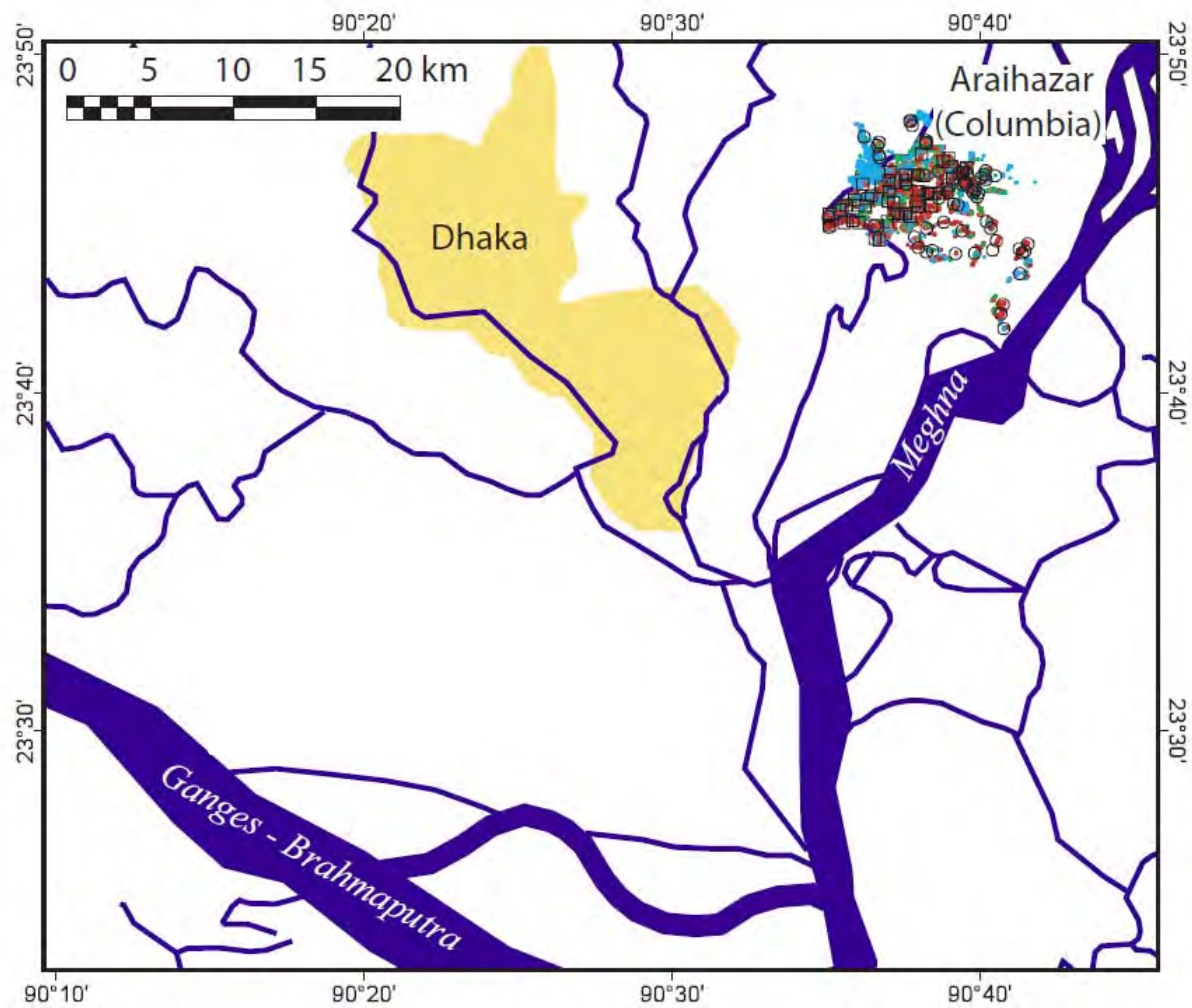 90°20' 90°30' 90°40'
23°50' 23°50'
0 5 10 15 20 km
Araihazar
(Columbia)
Dhaka
23°40' 23°40'
Meghna
23°30' 23°30'
Ganges - Brahmaputra
90°10' 90°20' 90°30' 90°40'